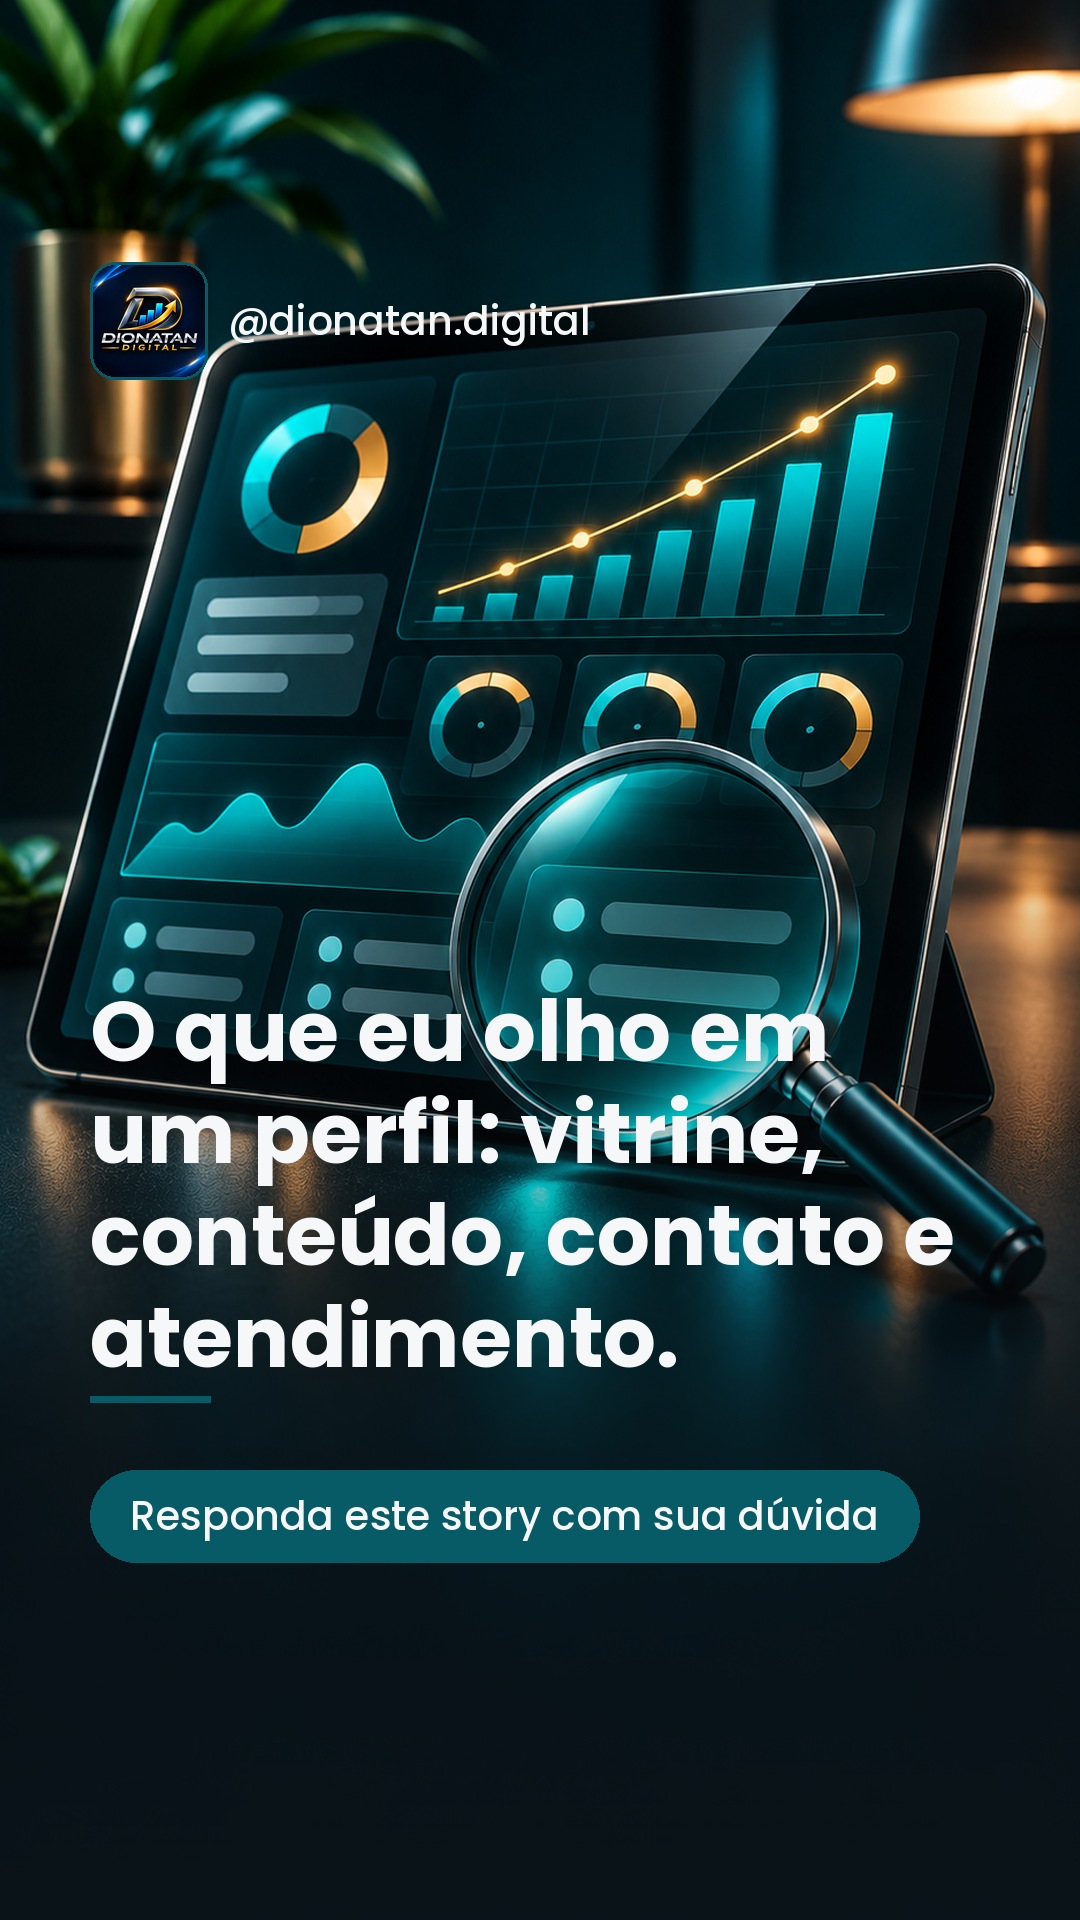 DIONATAN
DIGITAL
@dionatan.digital
O que eu olho em
um perfil: vitrine,
conteúdo, contato e
atendimento.
Responda este story com sua dúvida